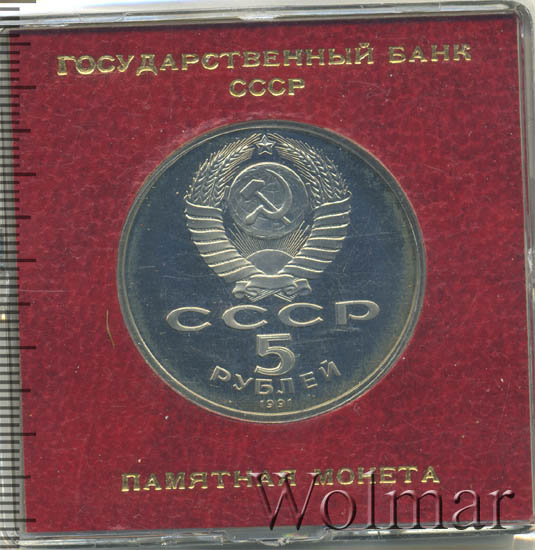 ГОСУДАРСТВЕННЫЙ БАНК
СССР
СССР
5
РУБЛЕЙ
1991
ПАМЯТНАЯ МОНЕТА
Wolmar